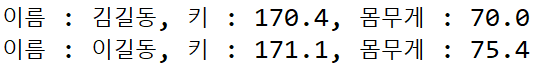 이름 : 김길동, 키 : 170.4, 몸무게 : 70.0
이름 : 이길동, 키 : 171.1, 몸무게 : 75.4